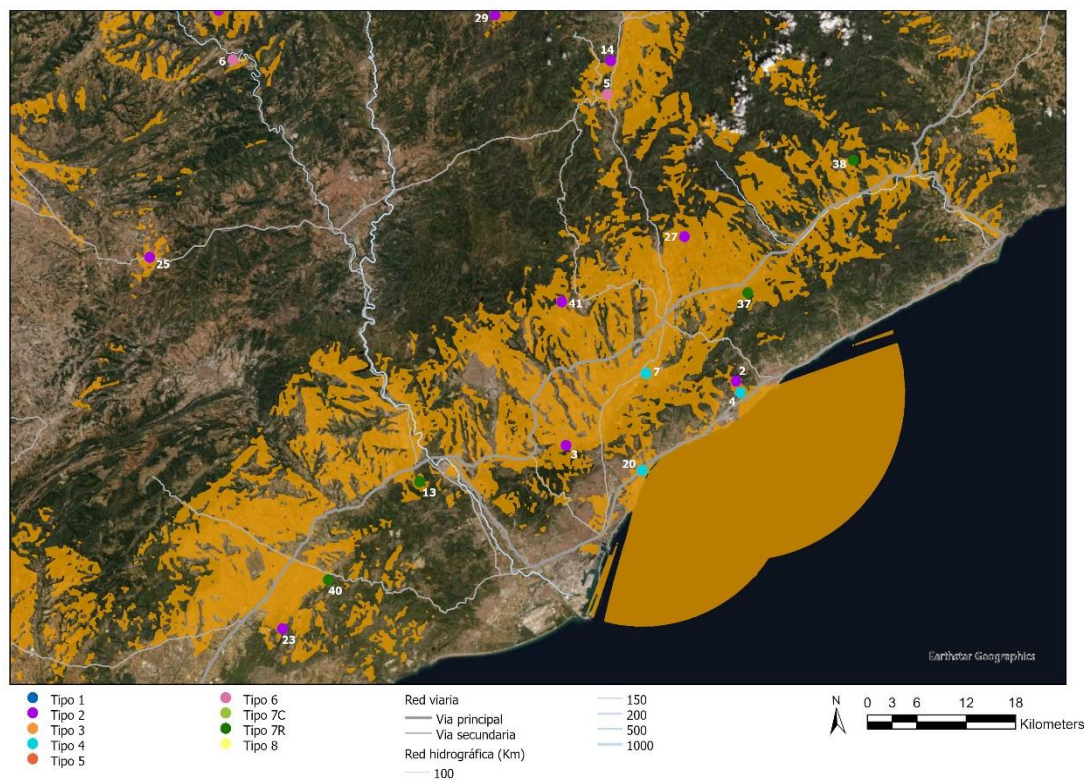 29
14
6
5
38
27
25
37
41
2
7
4
3
20
13
40
23
Earthstar Geographics
Tipo 1
Tipo 2
Tipo 3
Tipo 4
Tipo 5
Tipo 6
Tipo 7C
Tipo 7R
Tipo 8
Red viaria
Via principal
Via secundaria
Red hidrográfica (Km)
100
150
200
500
1000
N
0 3 6 12 18
Kilometers